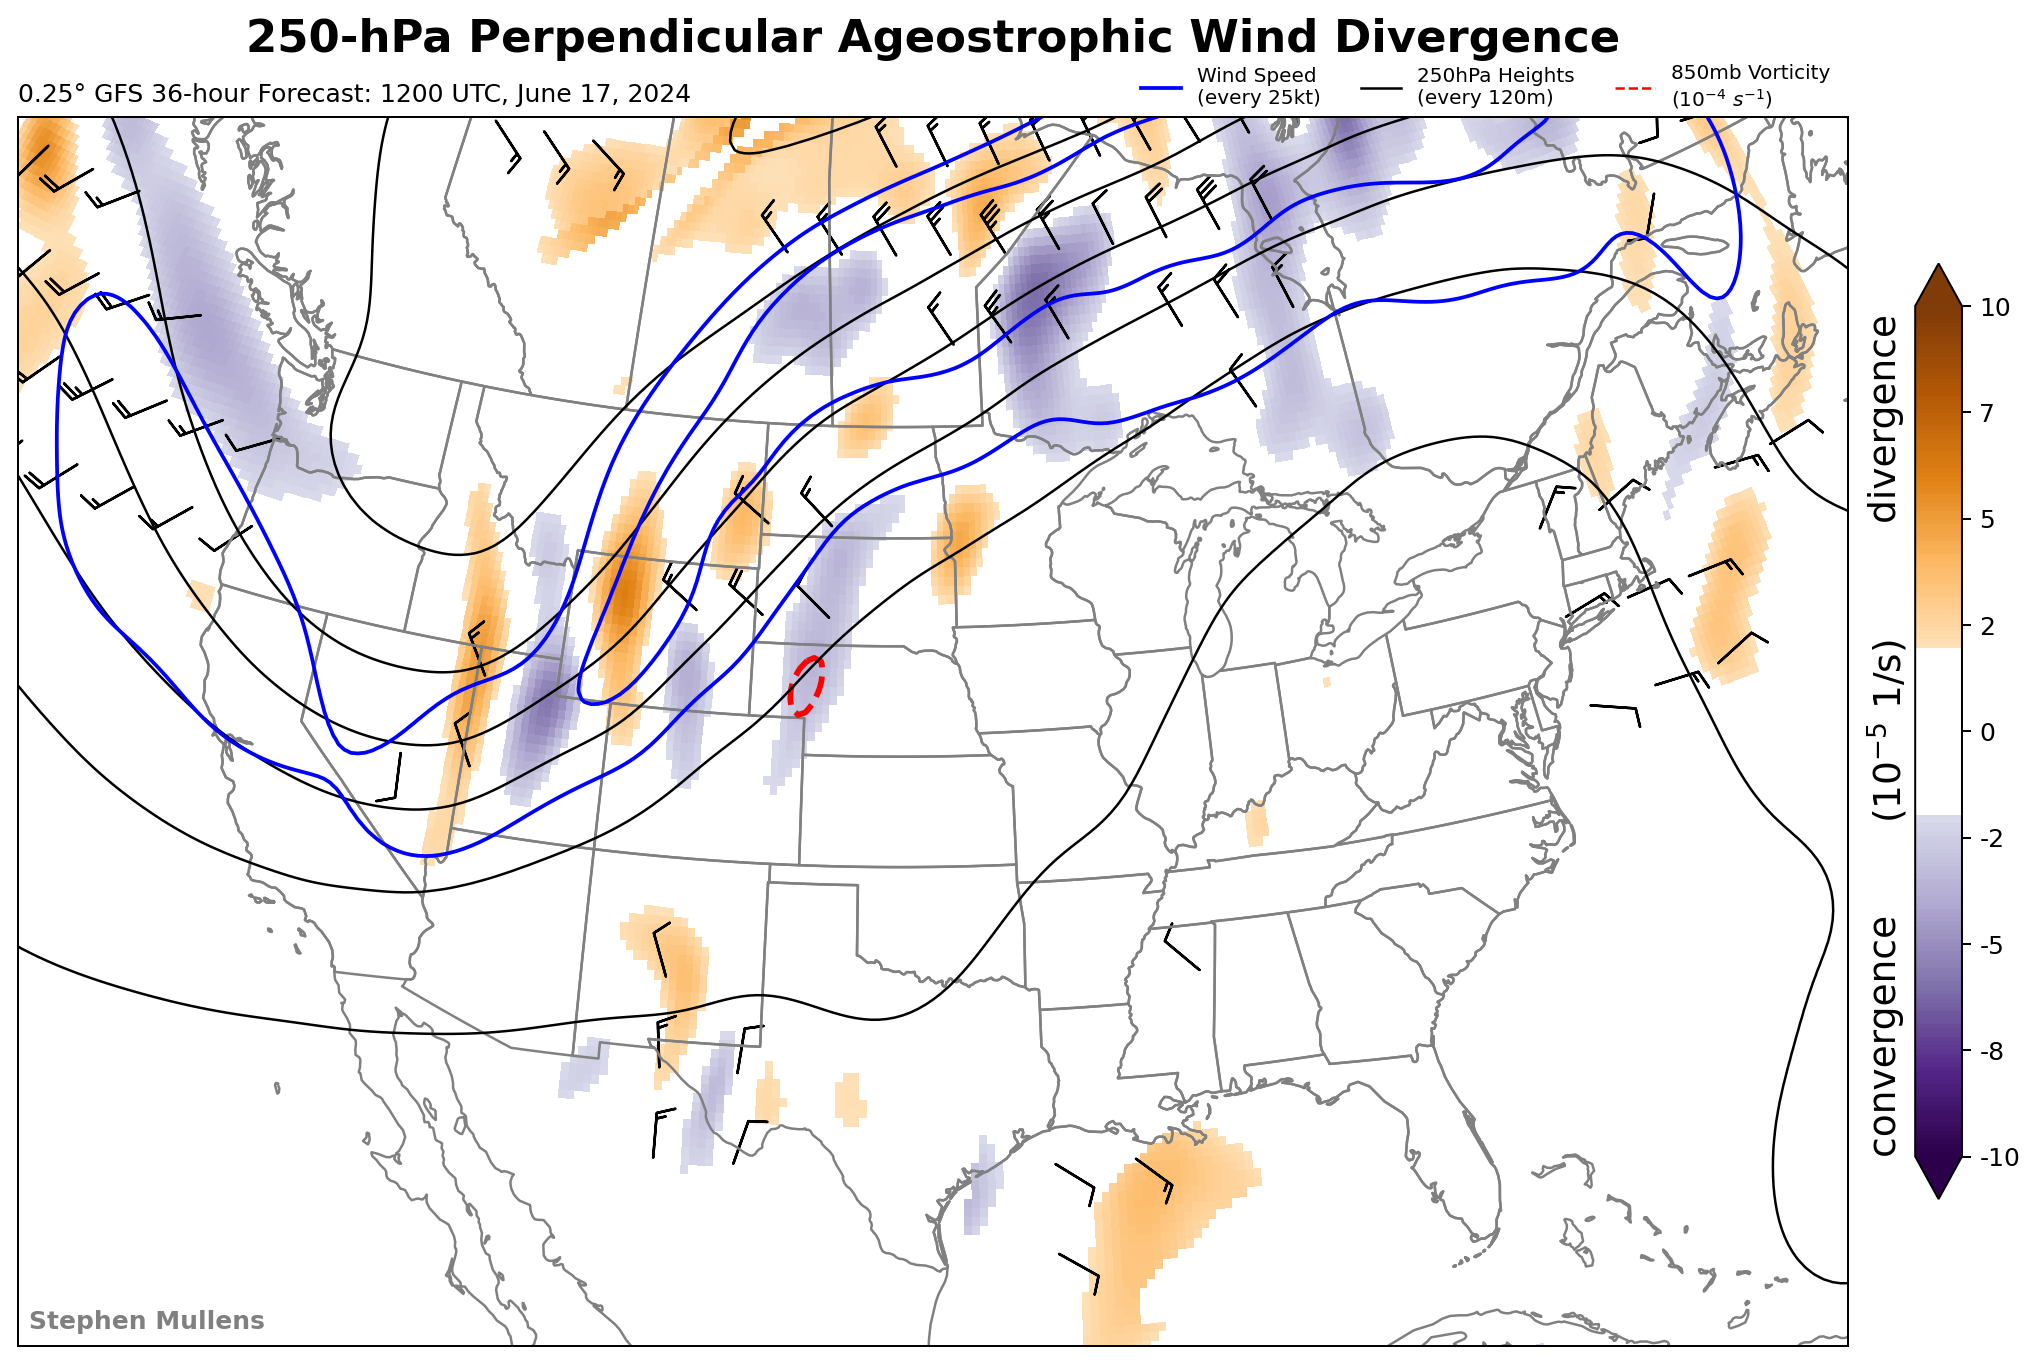 250-hPa Perpendicular Ageostrophic Wind Divergence
0.25° GFS 36-hour Forecast: 1200 UTC, June 17, 2024
Wind Speed
(every 25kt)
250hPa Heights
(every 120m)
850mb Vorticity
(10⁻⁴ s⁻¹)
10
7
5
2
0
-2
-5
-8
-10
convergence (10⁻⁵ 1/s) divergence
Stephen Mullens